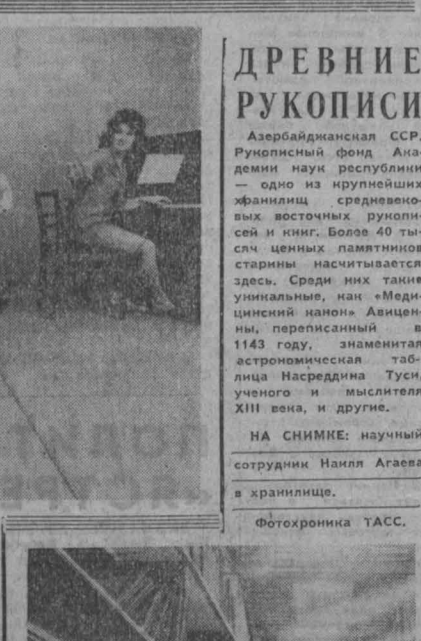 ДРЕВНИЕ
РУКОПИСИ
Азербайджанская ССР.
Рукописный фонд Ака-
демии наук республики
— одно из крупнейших
хранилищ средневеко-
вых восточных рукопи-
сей и книг. Более 40 ты-
сяч ценных памятников
старины насчитывается
здесь. Среди них такие
уникальные, как «Меди-
цинский канон» Авицен-
ны, переписанный в
1143 году, знаменитая
астрономическая таб-
лица Насреддина Туси,
ученого и мыслителя
XIII века, и другие.
НА СНИМКЕ: научный
сотрудник Наиля Агаева
в хранилище.
Фотохроника ТАСС.